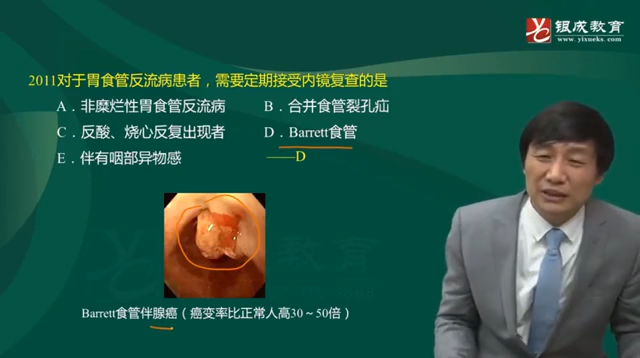 银成教育
www.yixueks.com
2011对于胃食管反流病患者，需要定期接受内镜复查的是
A．非糜烂性胃食管反流病 B．合并食管裂孔疝
C．反酸、烧心反复出现者 D．Barrett食管
E．伴有咽部异物感 ——D
银成教育
Barrett食管伴腺癌（癌变率比正常人高30～50倍）